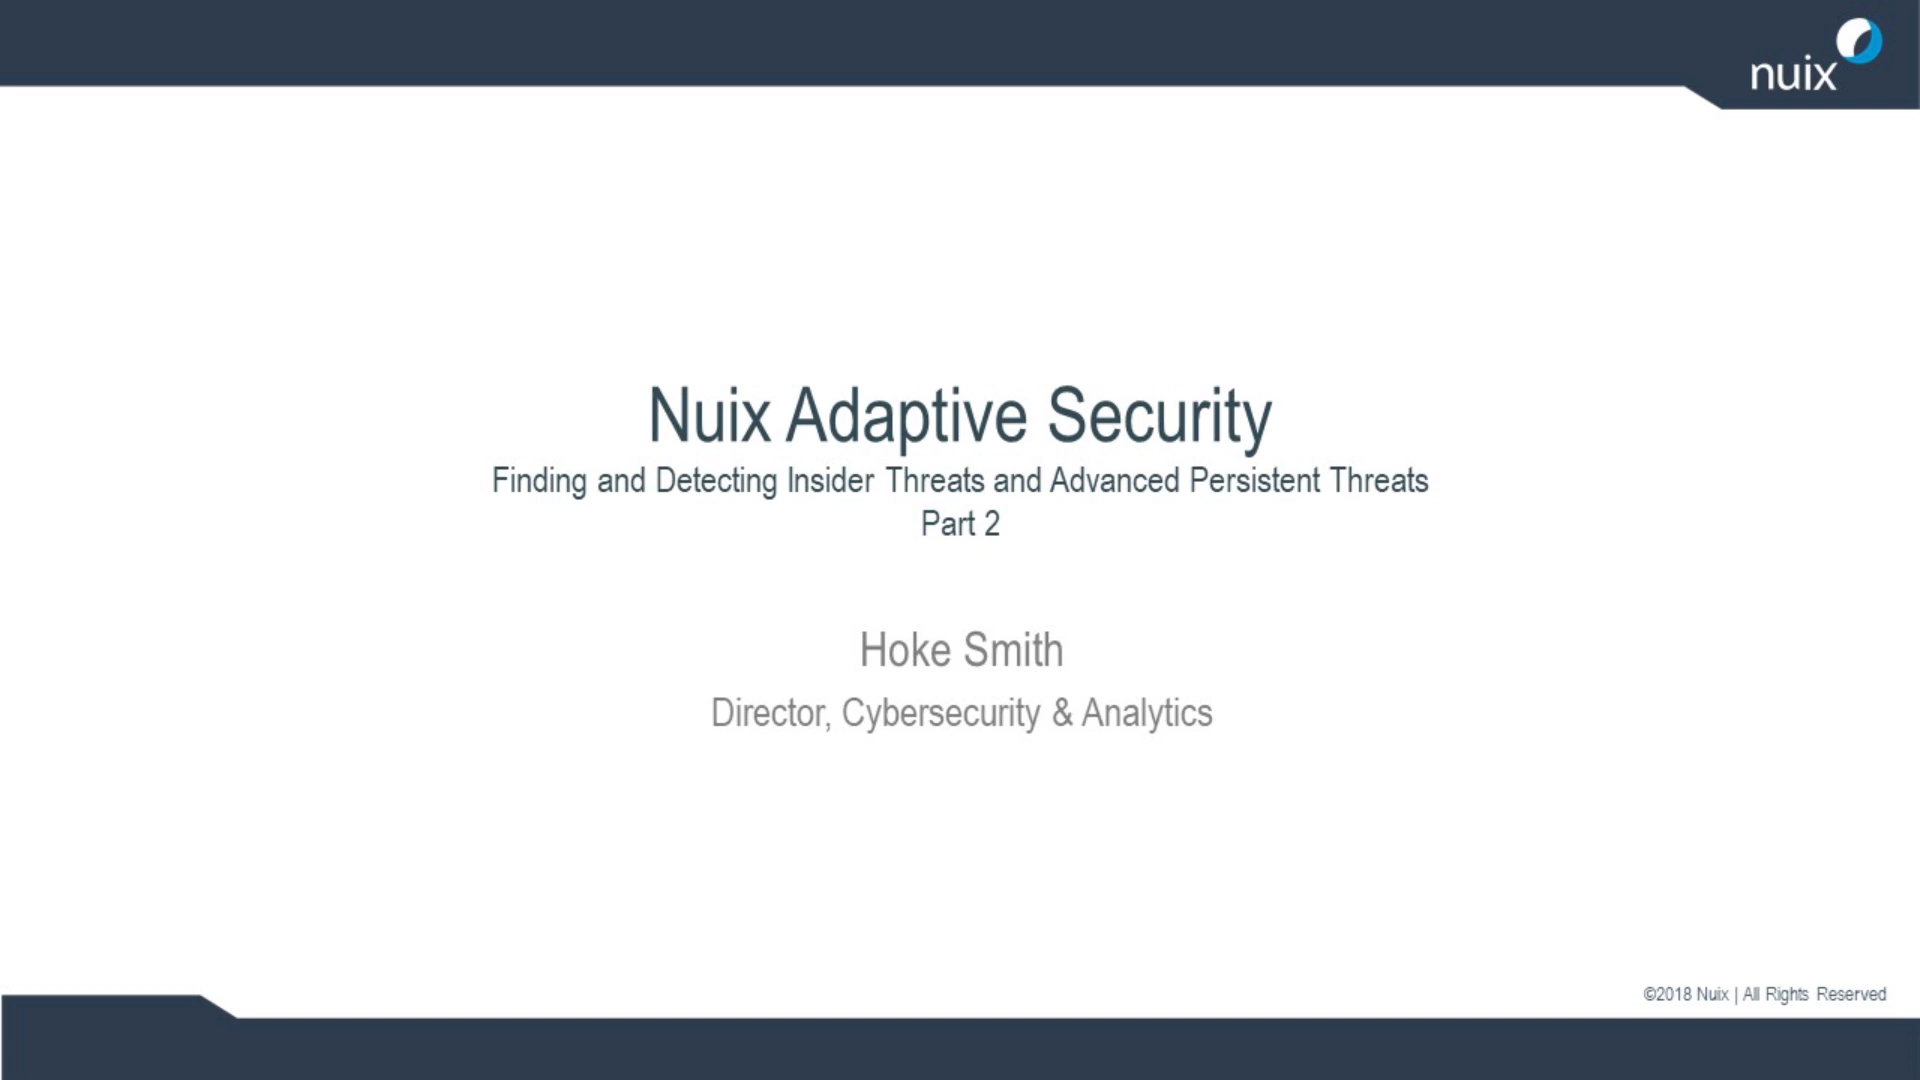 nuix
Nuix Adaptive Security
Finding and Detecting Insider Threats and Advanced Persistent Threats
Part 2
Hoke Smith
Director, Cybersecurity & Analytics
©2018 Nuix | All Rights Reserved